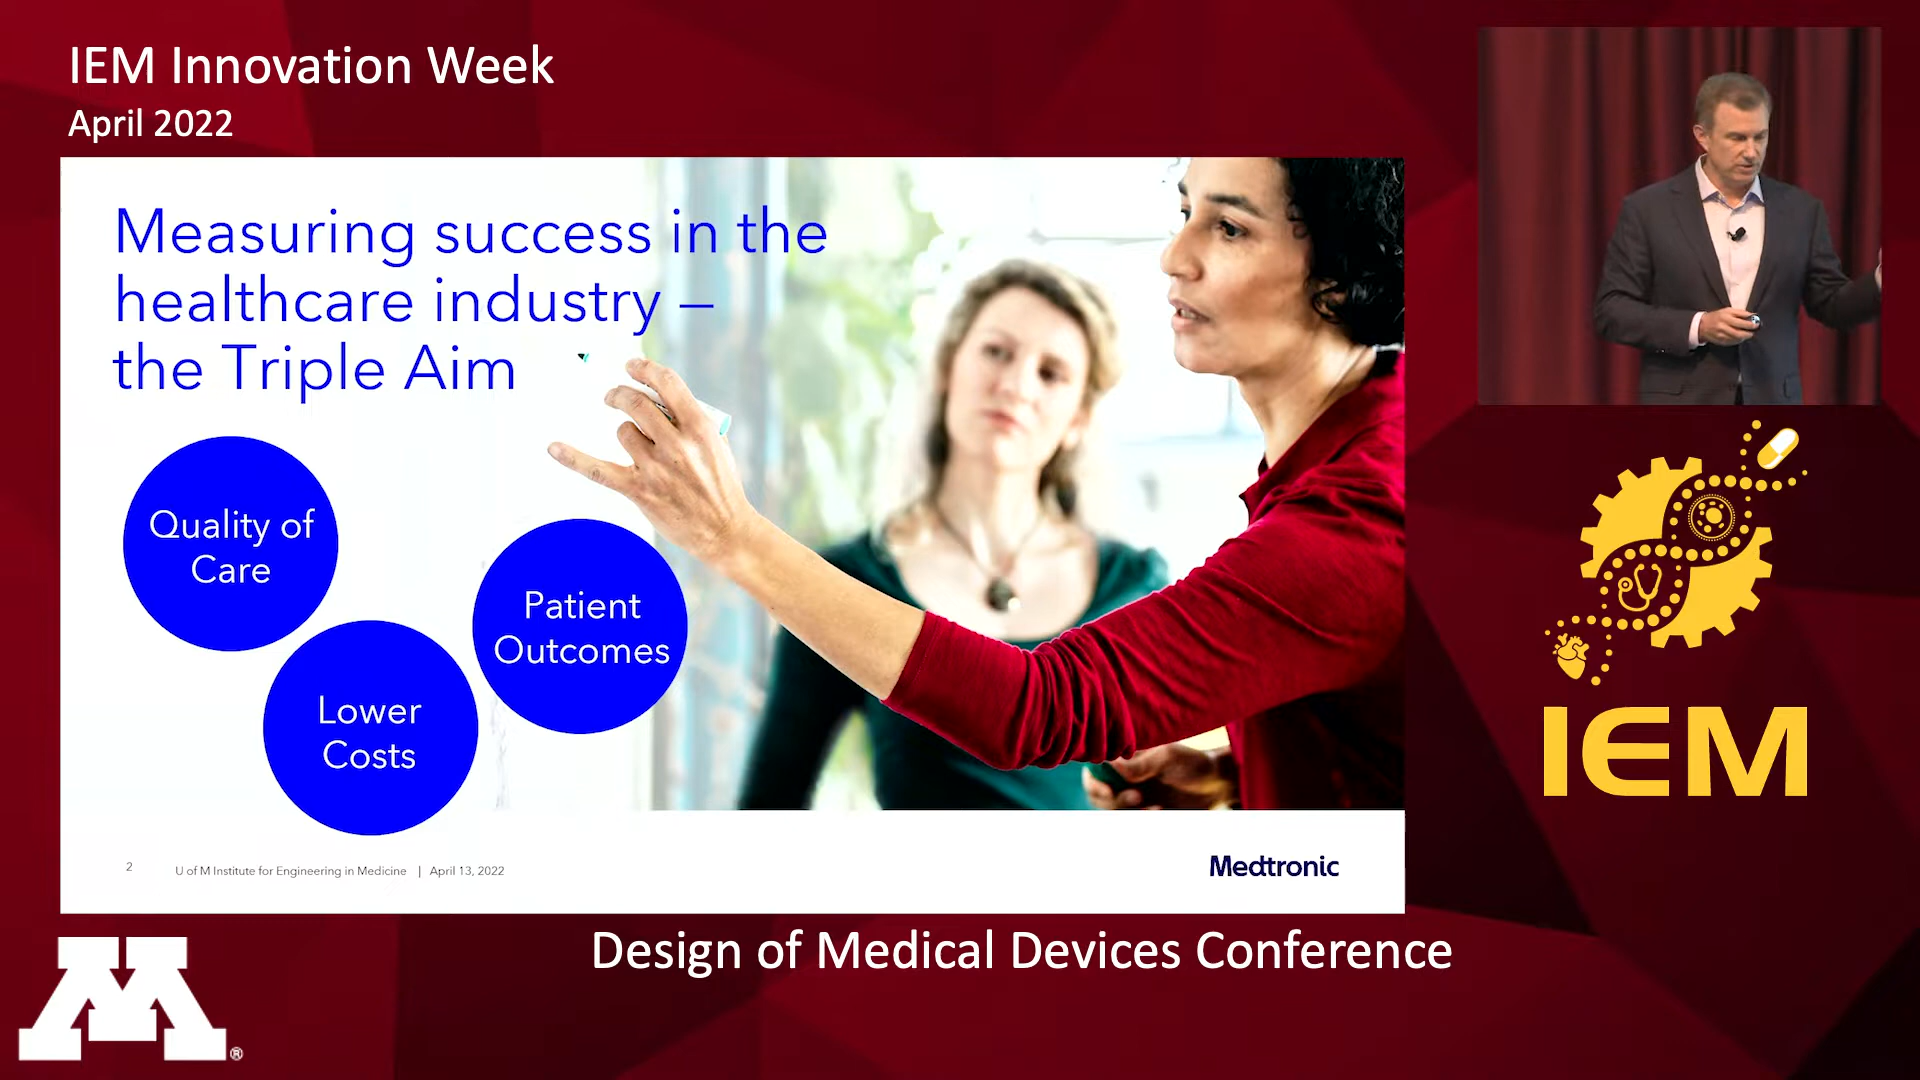 IEM Innovation Week
April 2022
Measuring success in the
healthcare industry –
the Triple Aim
Quality of
Care
Patient
Outcomes
Lower
Costs
2 U of M Institute for Engineering in Medicine | April 13, 2022
Medtronic
IEM
Design of Medical Devices Conference
M®